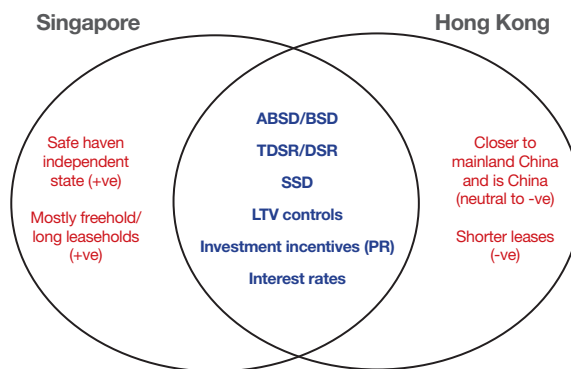 Singapore
Hong Kong
Safe haven
independent
state (+ve)
Mostly freehold/
long leaseholds
(+ve)
ABSD/BSD
TDSR/DSR
SSD
LTV controls
Investment incentives (PR)
Interest rates
Closer to
mainland China
and is China
(neutral to -ve)
Shorter leases
(-ve)